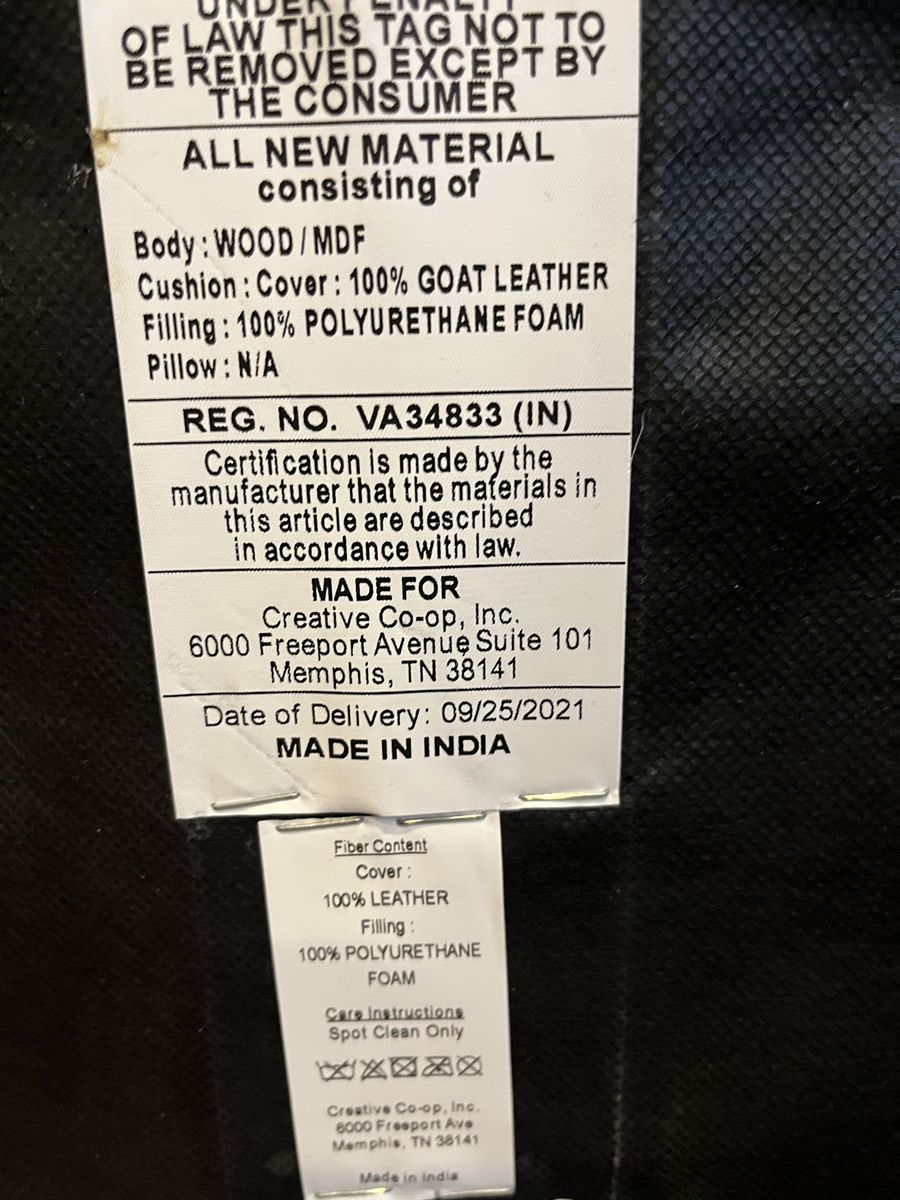 UNDER PENALTY
OF LAW THIS TAG NOT TO
BE REMOVED EXCEPT BY
THE CONSUMER
ALL NEW MATERIAL
consisting of
Body : WOOD / MDF
Cushion : Cover : 100% GOAT LEATHER
Filling : 100% POLYURETHANE FOAM
Pillow : N/A
REG. NO. VA34833 (IN)
Certification is made by the
manufacturer that the materials in
this article are described
in accordance with law.
MADE FOR
Creative Co-op, Inc.
6000 Freeport Avenue Suite 101
Memphis, TN 38141
Date of Delivery: 09/25/2021
MADE IN INDIA
Fiber Content
Cover :
100% LEATHER
Filling :
100% POLYURETHANE
FOAM
Care Instructions
Spot Clean Only
Creative Co-op, Inc.
6000 Freeport Ave
Memphis, TN 38141
Made in India